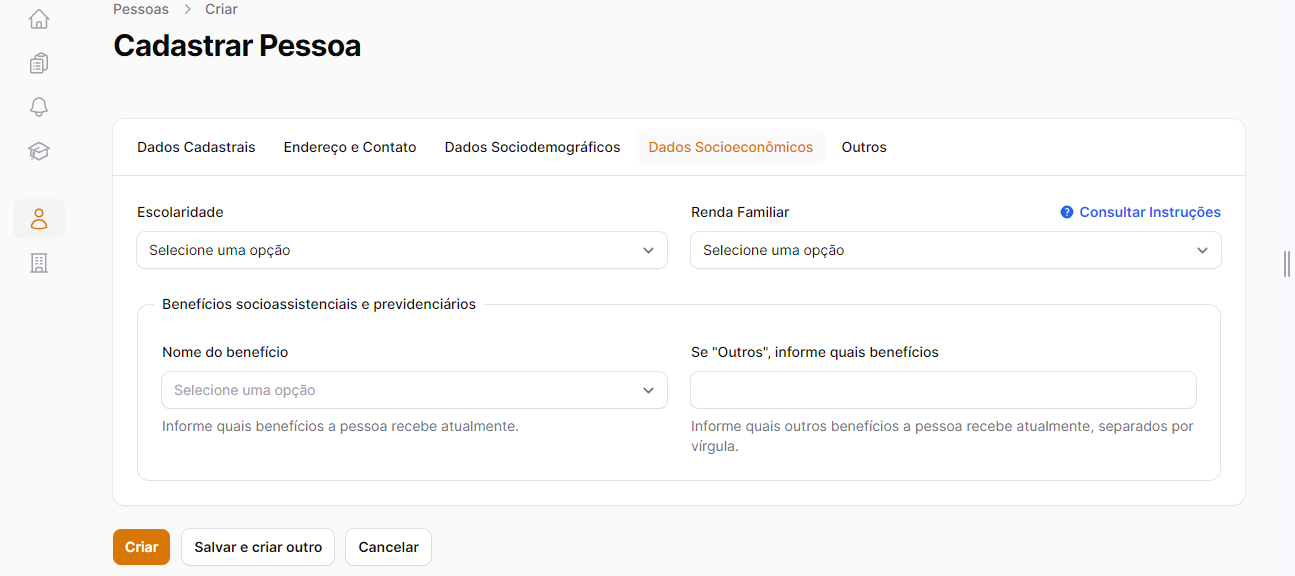 Pessoas > Criar
Cadastrar Pessoa
Dados Cadastrais Endereço e Contato Dados Sociodemográficos Dados Socioeconômicos Outros
Escolaridade
Selecione uma opção
Renda Familiar
? Consultar Instruções
Selecione uma opção
Benefícios socioassistenciais e previdenciários
Nome do benefício
Selecione uma opção
Informe quais benefícios a pessoa recebe atualmente.
Se "Outros", informe quais benefícios
Informe quais outros benefícios a pessoa recebe atualmente, separados por
vírgula.
Criar Salvar e criar outro Cancelar